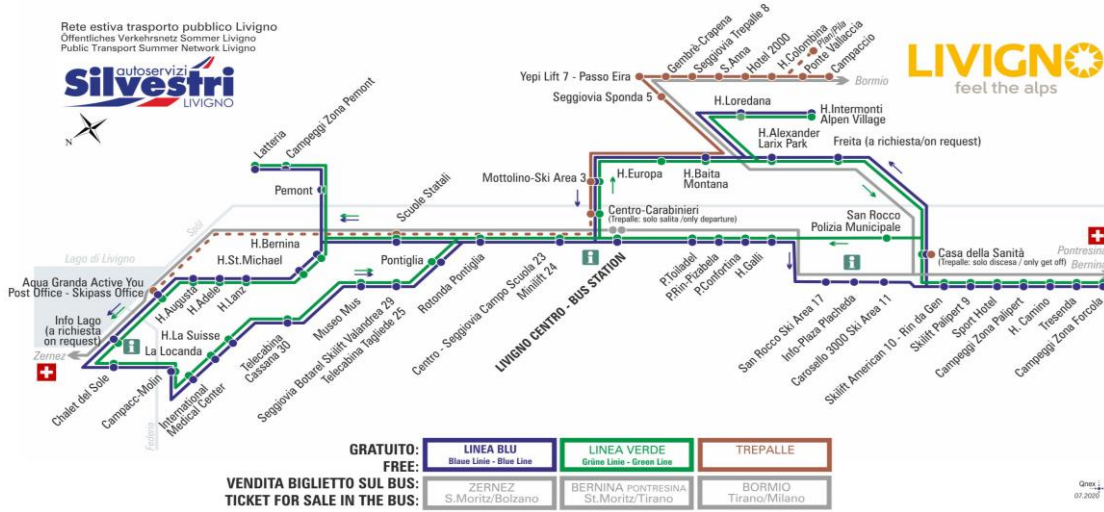 Rete estiva trasporto pubblico Livigno
Öffentliches Verkehrsnetz Sommer Livigno
Public Transport Summer Network Livigno
autoservizi
Silvestri
LIVIGNO
N
LIVIGNO
feel the alps
Gembrè-Crapena
Seggiovia Trepalle 8
S.Anna
Hotel 2000
H.Colombina
Plan/Pila
Ponte Vallaccia
Campaccio
Yepi Lift 7 - Passo Eira
Bormio
Seggiovia Sponda 5
H.Loredana
H.Intermonti
Alpen Village
H.Alexander
Larix Park
Freita (a richiesta/on request)
Latteria
Campeggi Zona Pemont
Pemont
Scuole Statali
Mottolino-Ski Area 3
H.Europa
H.Baita
Montana
Centro-Carabinieri
(Trepalle: solo salita /only departure)
San Rocco
Polizia Municipale
Casa della Sanità
(Trepalle: solo discesa / only get off)
Pontresina
Bernina
Sosi
Lago di Livigno
H.Bernina
H.St.Michael
Aqua Granda Active You
Post Office - Skipass Office
H.Augusta
H.Adele
H.Lanz
Pontiglia
Rotonda Pontiglia
Info Lago
(a richiesta
on request)
i
Zernez
Chalet del Sole
Federia
H.La Suisse
La Locanda
Campacc-Molin
International
Medical Center
Telecabina
Cassana 30
Museo Mus
Seggiovia Botarel Skilift Valandrea 29
Telecabina Tagliede 25
Centro - Seggiovia Campo Scuola 23
Minilift 24
LIVIGNO CENTRO - BUS STATION
i
P.Toiladel
P.Rin-Pizabela
P.Confortina
H.Galli
i
San Rocco Ski Area 17
Info-Plaza Placheda
Carosello 3000 Ski Area 11
Skilift American 10 - Rin da Gen
Skilift Palipert 9
Sport Hotel
Campeggi Zona Palipert
H. Camino
Tresenda
Campeggi Zona Forcola
GRATUITO:
FREE:
LINEA BLU
Blaue Linie - Blue Line
LINEA VERDE
Grüne Linie - Green Line
TREPALLE
VENDITA BIGLIETTO SUL BUS:
TICKET FOR SALE IN THE BUS:
ZERNEZ
S.Moritz/Bolzano
BERNINA PONTRESINA
St.Moritz/Tirano
BORMIO
Tirano/Milano
Qnex
07.2020